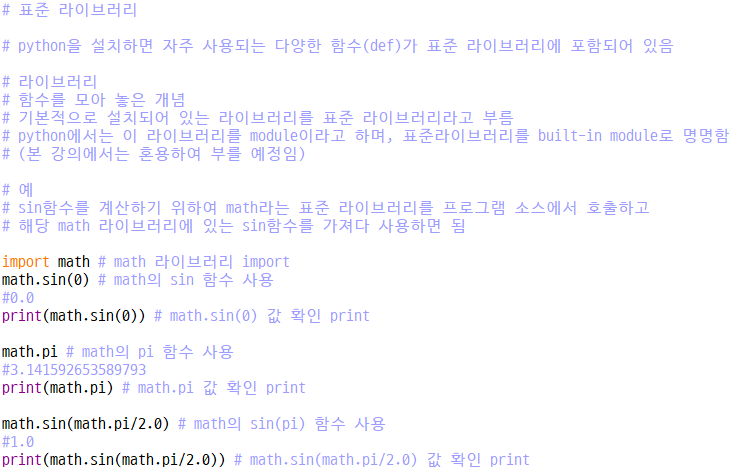 # 표준 라이브러리
# python을 설치하면 자주 사용되는 다양한 함수(def)가 표준 라이브러리에 포함되어 있음
# 라이브러리
# 함수를 모아 놓은 개념
# 기본적으로 설치되어 있는 라이브러리를 표준 라이브러리라고 부름
# python에서는 이 라이브러리를 module이라고 하며, 표준라이브러리를 built-in module로 명명함
# (본 강의에서는 혼용하여 부를 예정임)
# 예
# sin함수를 계산하기 위하여 math라는 표준 라이브러리를 프로그램 소스에서 호출하고
# 해당 math 라이브러리에 있는 sin함수를 가져다 사용하면 됨
import math # math 라이브러리 import
math.sin(0) # math의 sin 함수 사용
#0.0
print(math.sin(0)) # math.sin(0) 값 확인 print
math.pi # math의 pi 함수 사용
#3.141592653589793
print(math.pi) # math.pi 값 확인 print
math.sin(math.pi/2.0) # math의 sin(pi) 함수 사용
#1.0
print(math.sin(math.pi/2.0)) # math.sin(math.pi/2.0) 값 확인 print